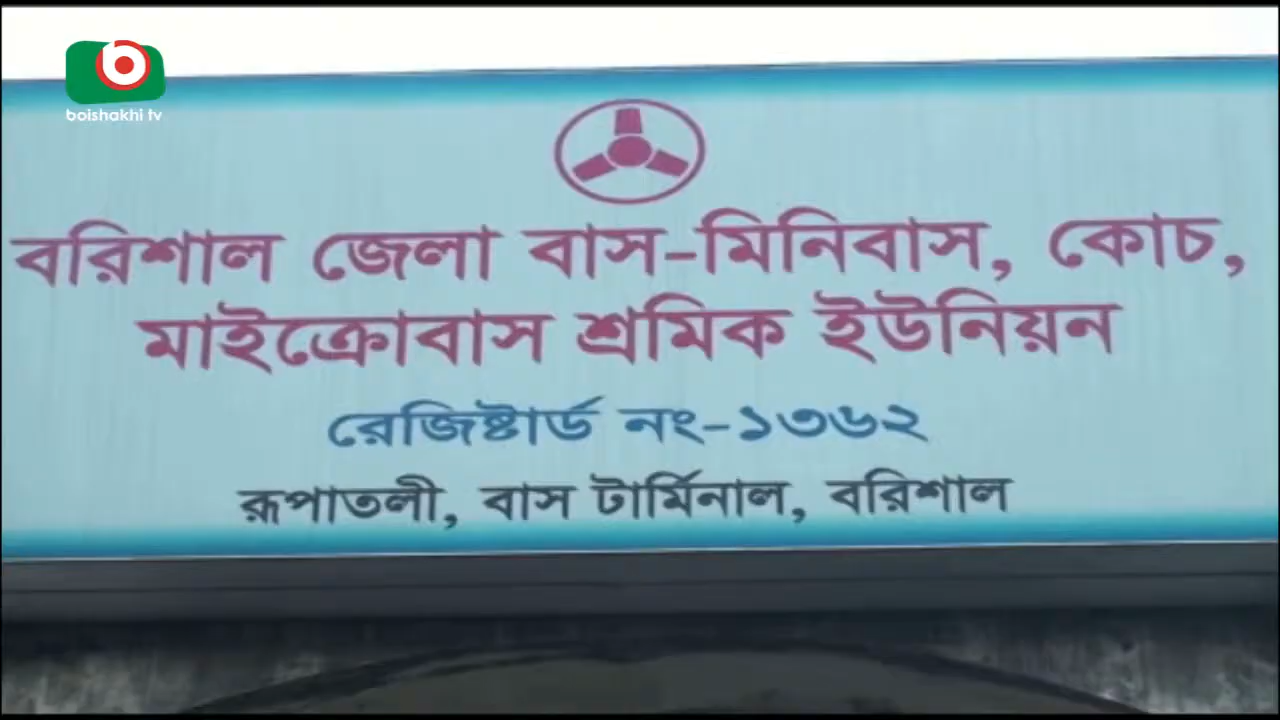 boishakhi tv
বরিশাল জেলা বাস-মিনিবাস, কোচ,
মাইক্রোবাস শ্রমিক ইউনিয়ন
রেজিষ্টার্ড নং-১৩৬২
রূপাতলী, বাস টার্মিনাল, বরিশাল